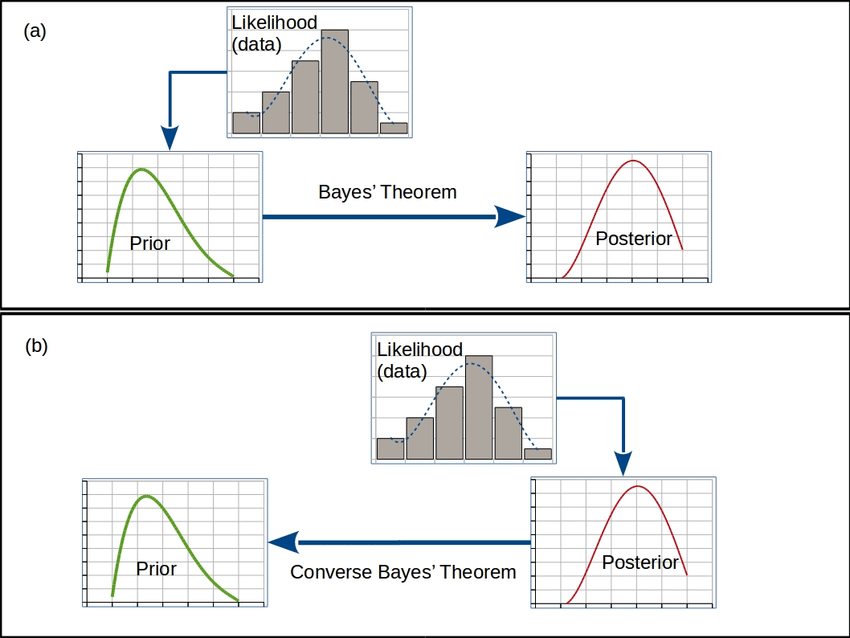 (a)
Likelihood
(data)
Bayes’ Theorem
Prior
Posterior
(b)
Likelihood
(data)
Prior
Posterior
Converse Bayes’ Theorem